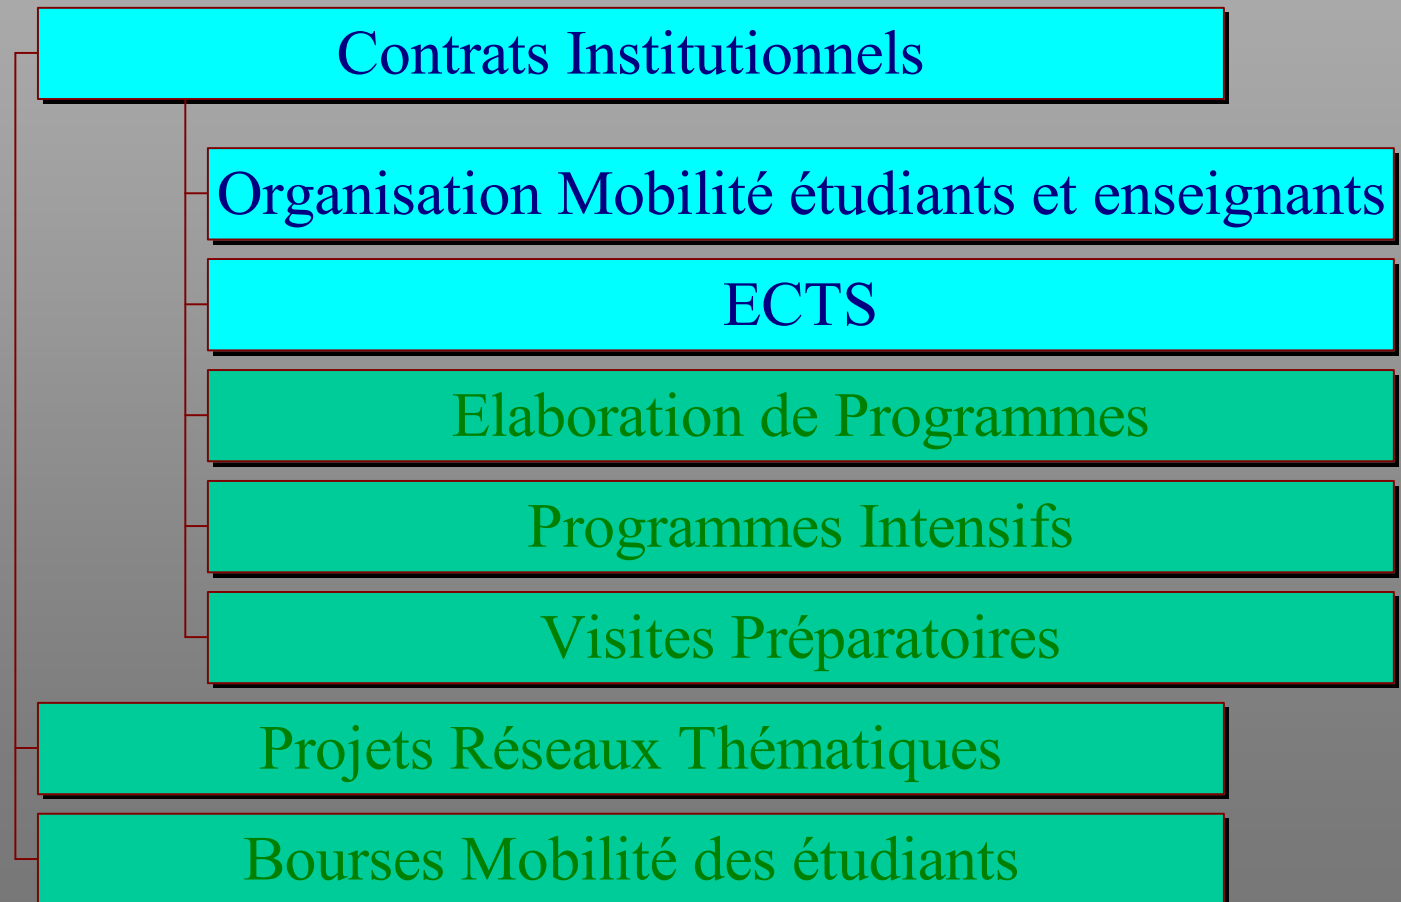 Contrats Institutionnels
Organisation Mobilité étudiants et enseignants
ECTS
Elaboration de Programmes
Programmes Intensifs
Visites Préparatoires
Projets Réseaux Thématiques
Bourses Mobilité des étudiants